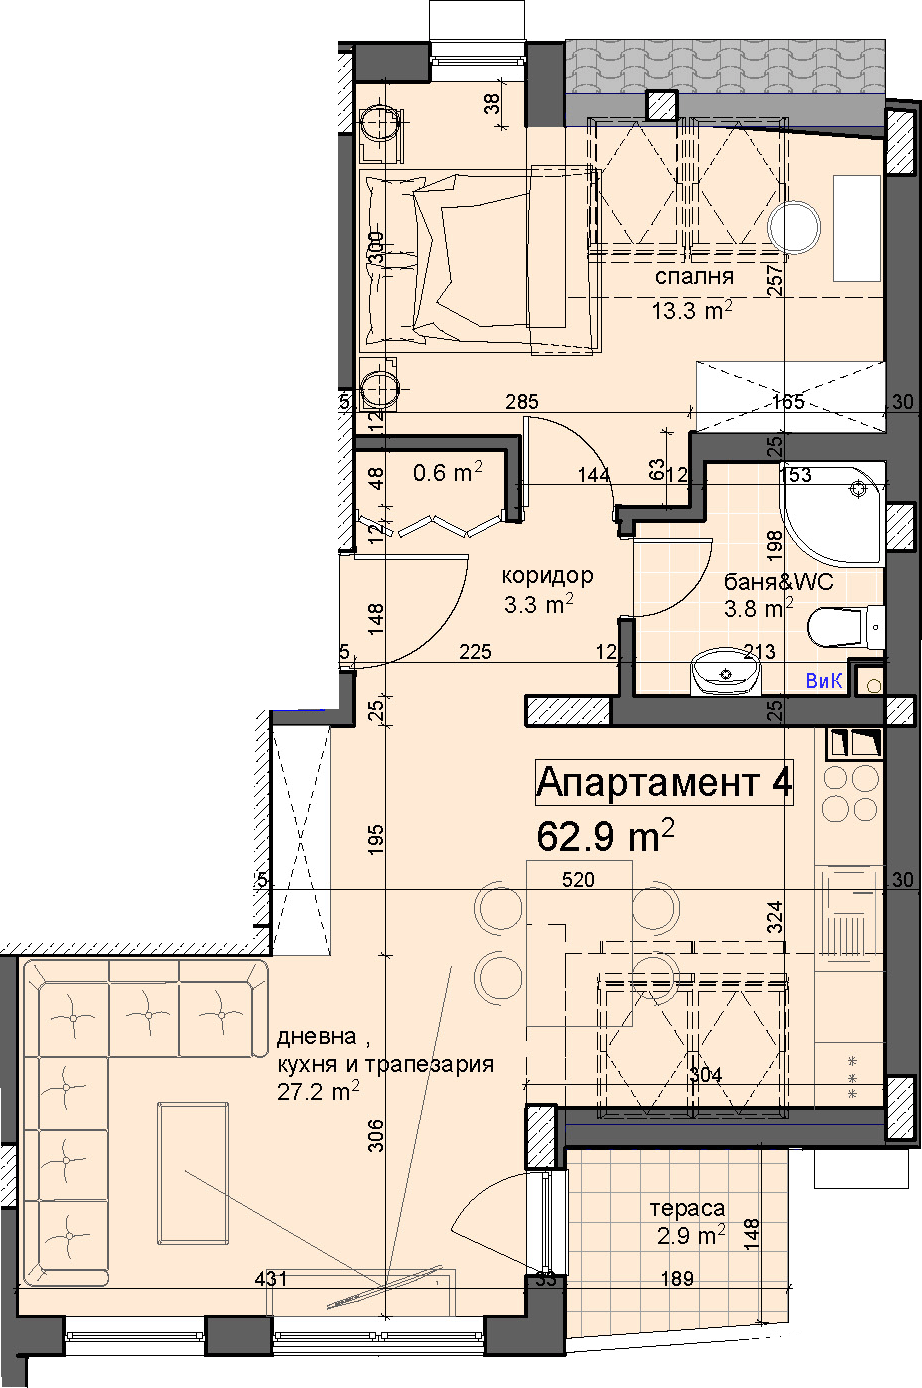 38
300
спалня
13.3 m²
257
5
285
165
30
12
25
48
0.6 m²
144
63
12
153
12
198
коридор
3.3 m²
баня&WC
3.8 m²
148
5
225
12
213
ВиК
25
25
Апартамент 4
62.9 m²
195
5
520
30
324
дневна ,
кухня и трапезария
27.2 m²
304
306
тераса
2.9 m²
148
431
33
189